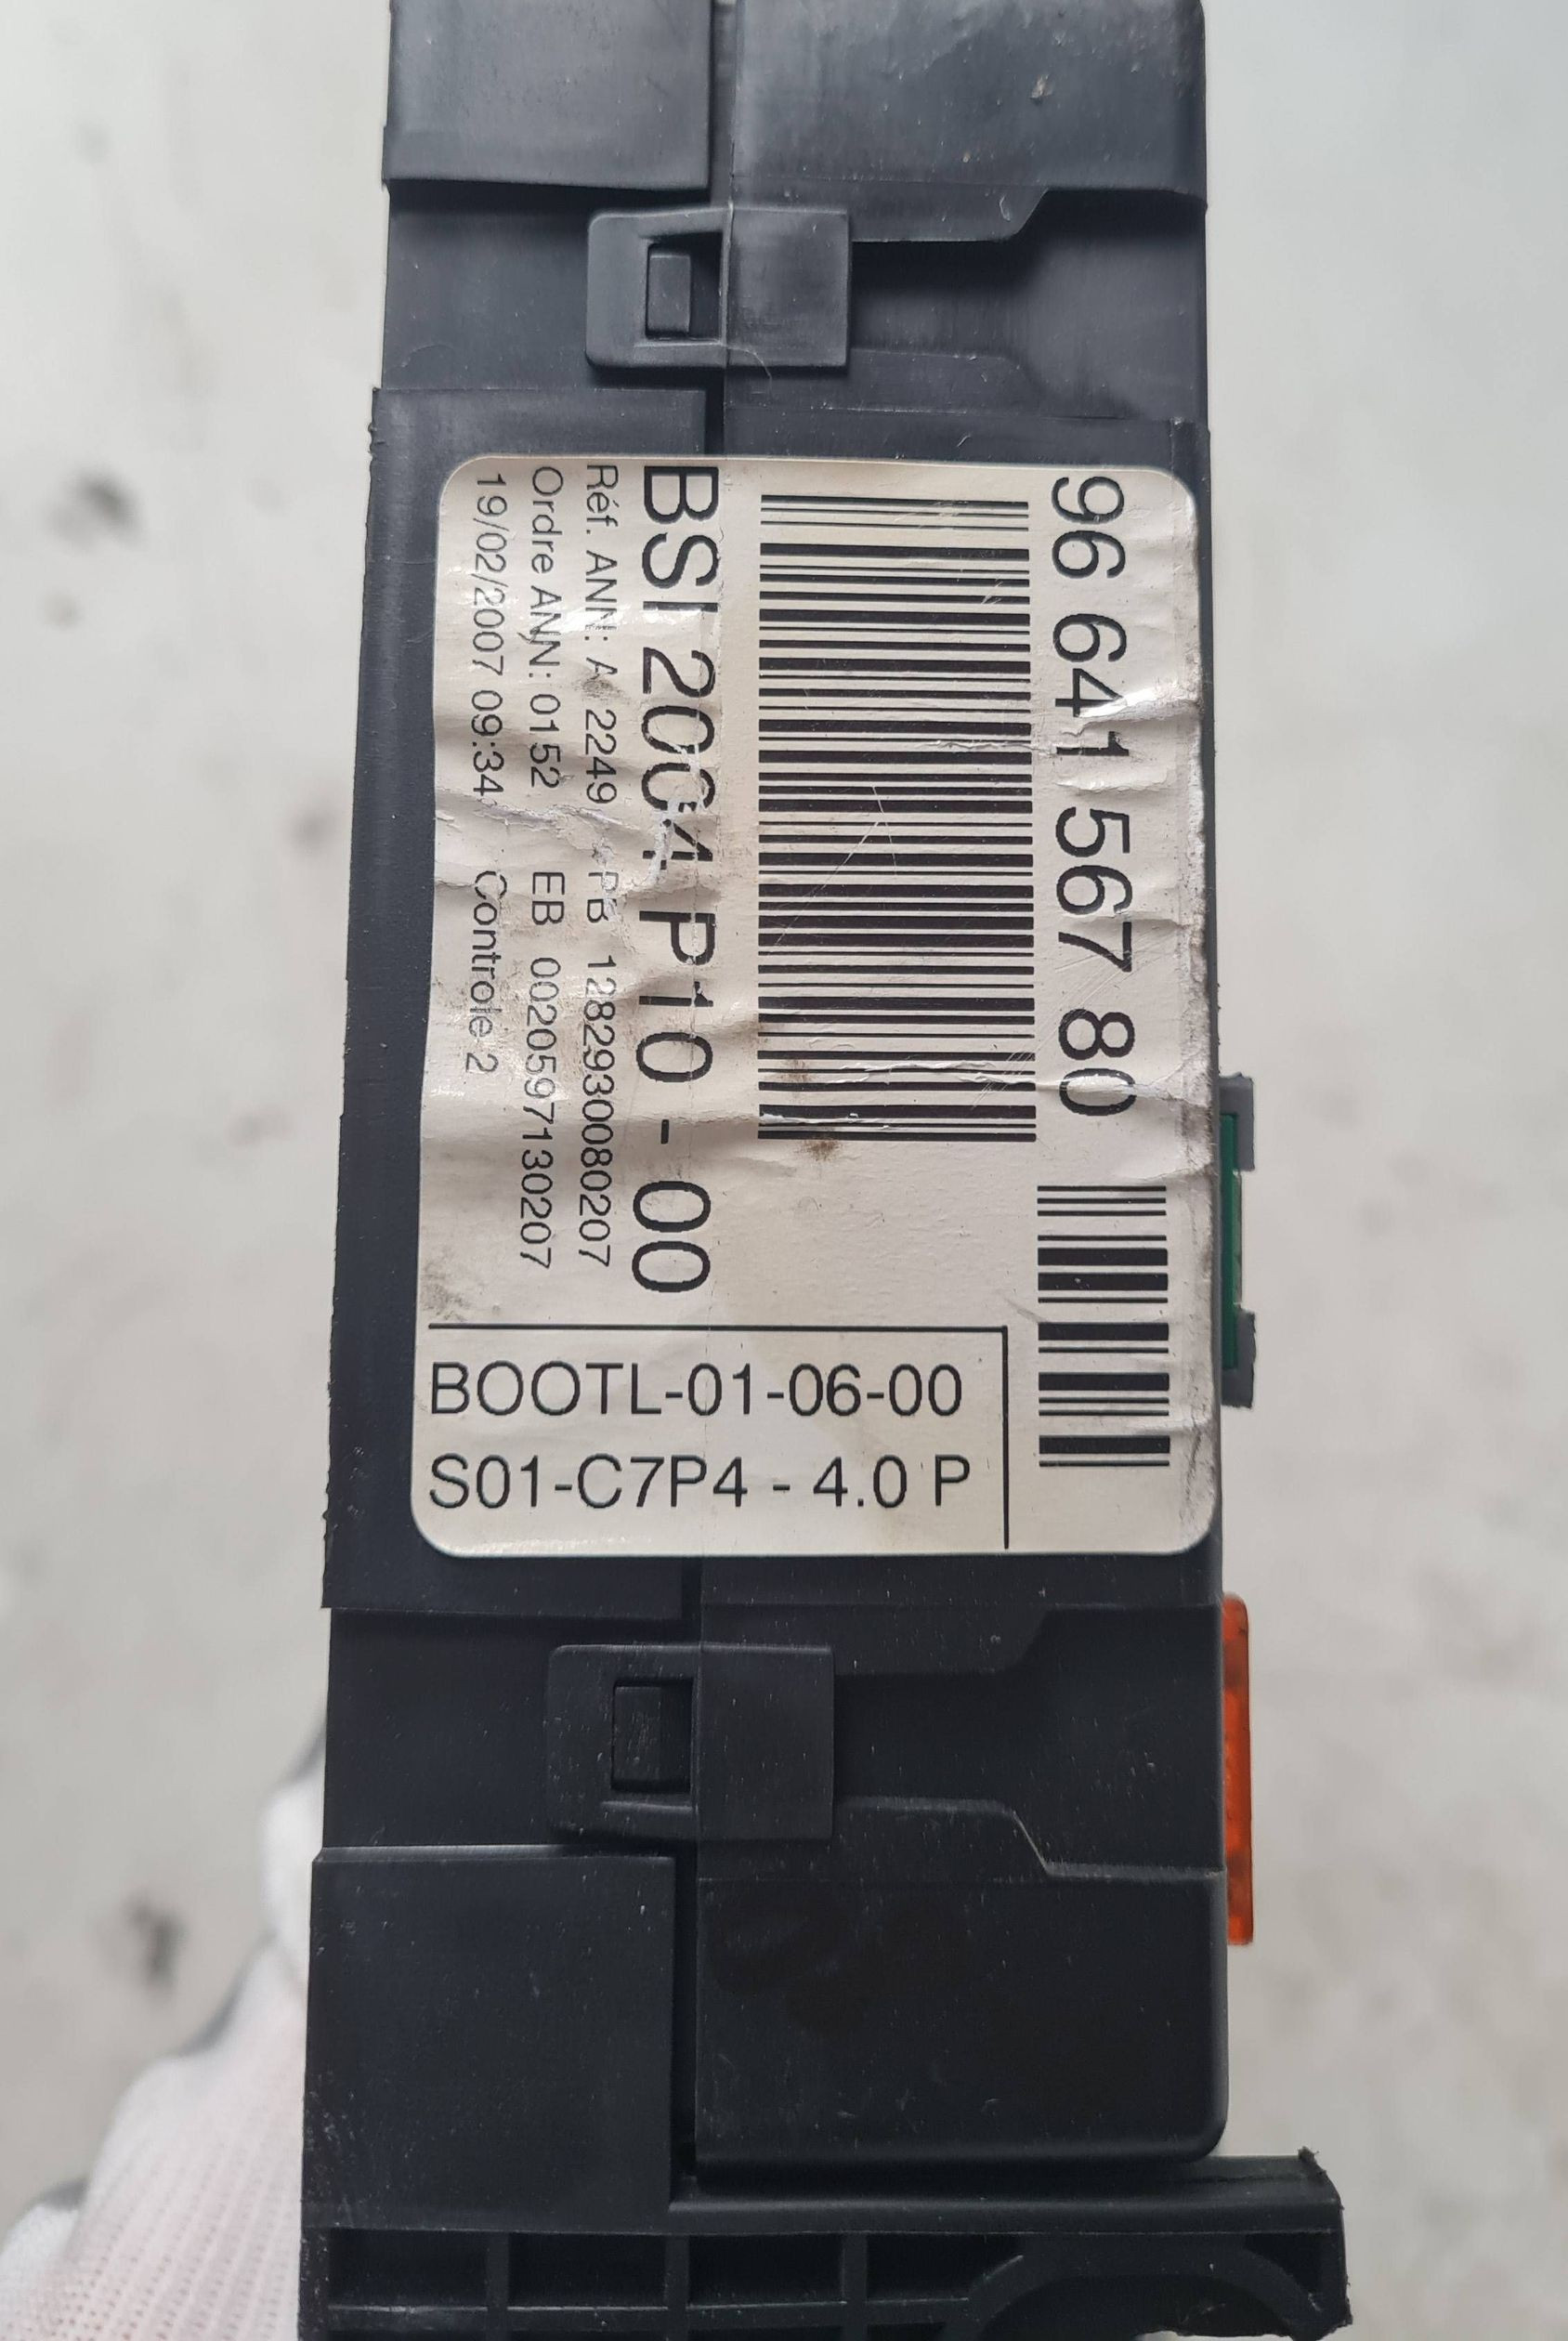 96 641 567 80
BSI 2004 P10 - 00
Réf. ANN: A 2249 PB 1282930080207
Ordre ANN: 0152 EB 0020597130207
19/02/2007 09:34 Controle 2
BOOTL-01-06-00
S01-C7P4 - 4.0 P